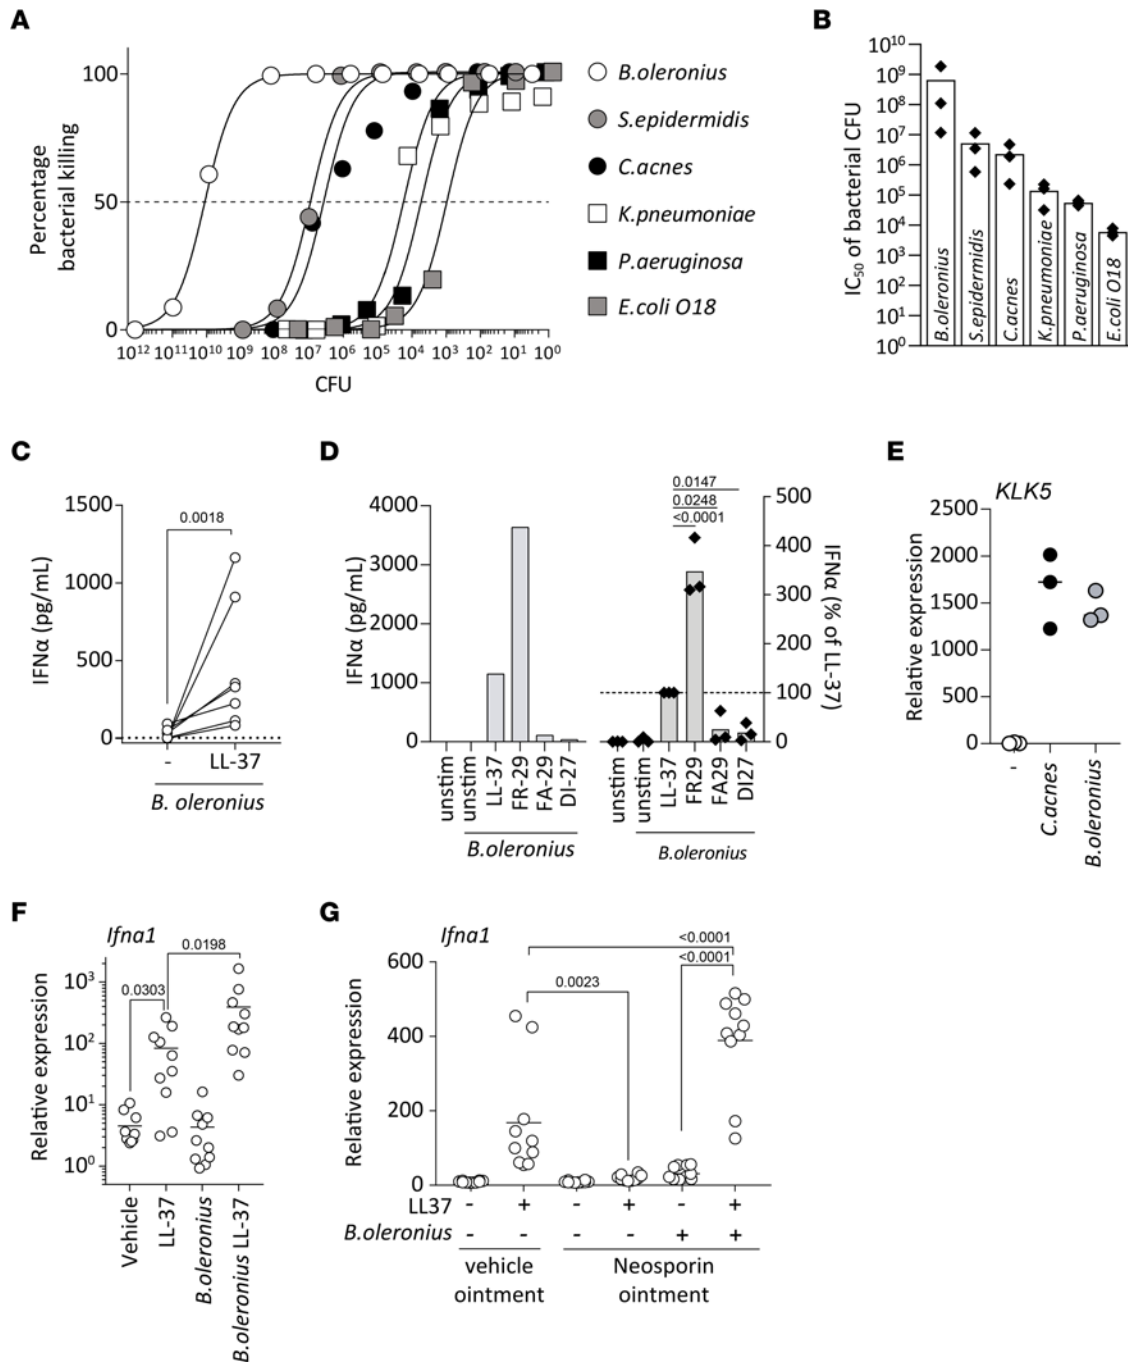 A
Percentage
bacterial killing
100
50
0
10¹² 10¹¹ 10¹⁰ 10⁹ 10⁸ 10⁷ 10⁶ 10⁵ 10⁴ 10³ 10² 10¹ 10⁰
CFU
B.oleronius
S.epidermidis
C.acnes
K.pneumoniae
P.aeruginosa
E.coli O18
B
IC₅₀ of bacterial CFU
10¹⁰
10⁹
10⁸
10⁷
10⁶
10⁵
10⁴
10³
10²
10¹
10⁰
B.oleronius
S.epidermidis
C.acnes
K.pneumoniae
P.aeruginosa
E.coli O18
C
IFNα (pg/mL)
1500
1000
500
0
0.0018
- LL-37
B. oleronius
D
IFNα (pg/mL)
4000
3000
2000
1000
0
unstim
unstim
LL-37
FR-29
FA-29
DI-27
B.oleronius
0.0147
0.0248
<0.0001
500
400
300
200
100
0
IFNα (% of LL-37)
unstim
unstim
LL-37
FR29
FA29
DI27
B.oleronius
E
KLK5
Relative expression
2500
2000
1500
1000
500
0
-
C.acnes
B.oleronius
F
Ifna1
Relative expression
10³
10²
10¹
10⁰
0.0303
0.0198
Vehicle
LL-37
B.oleronius
B.oleronius LL-37
G
Ifna1
Relative expression
600
400
200
0
<0.0001
<0.0001
0.0023
LL37 - + - + - +
B.oleronius - - - - + +
vehicle
ointment
Neosporin
ointment